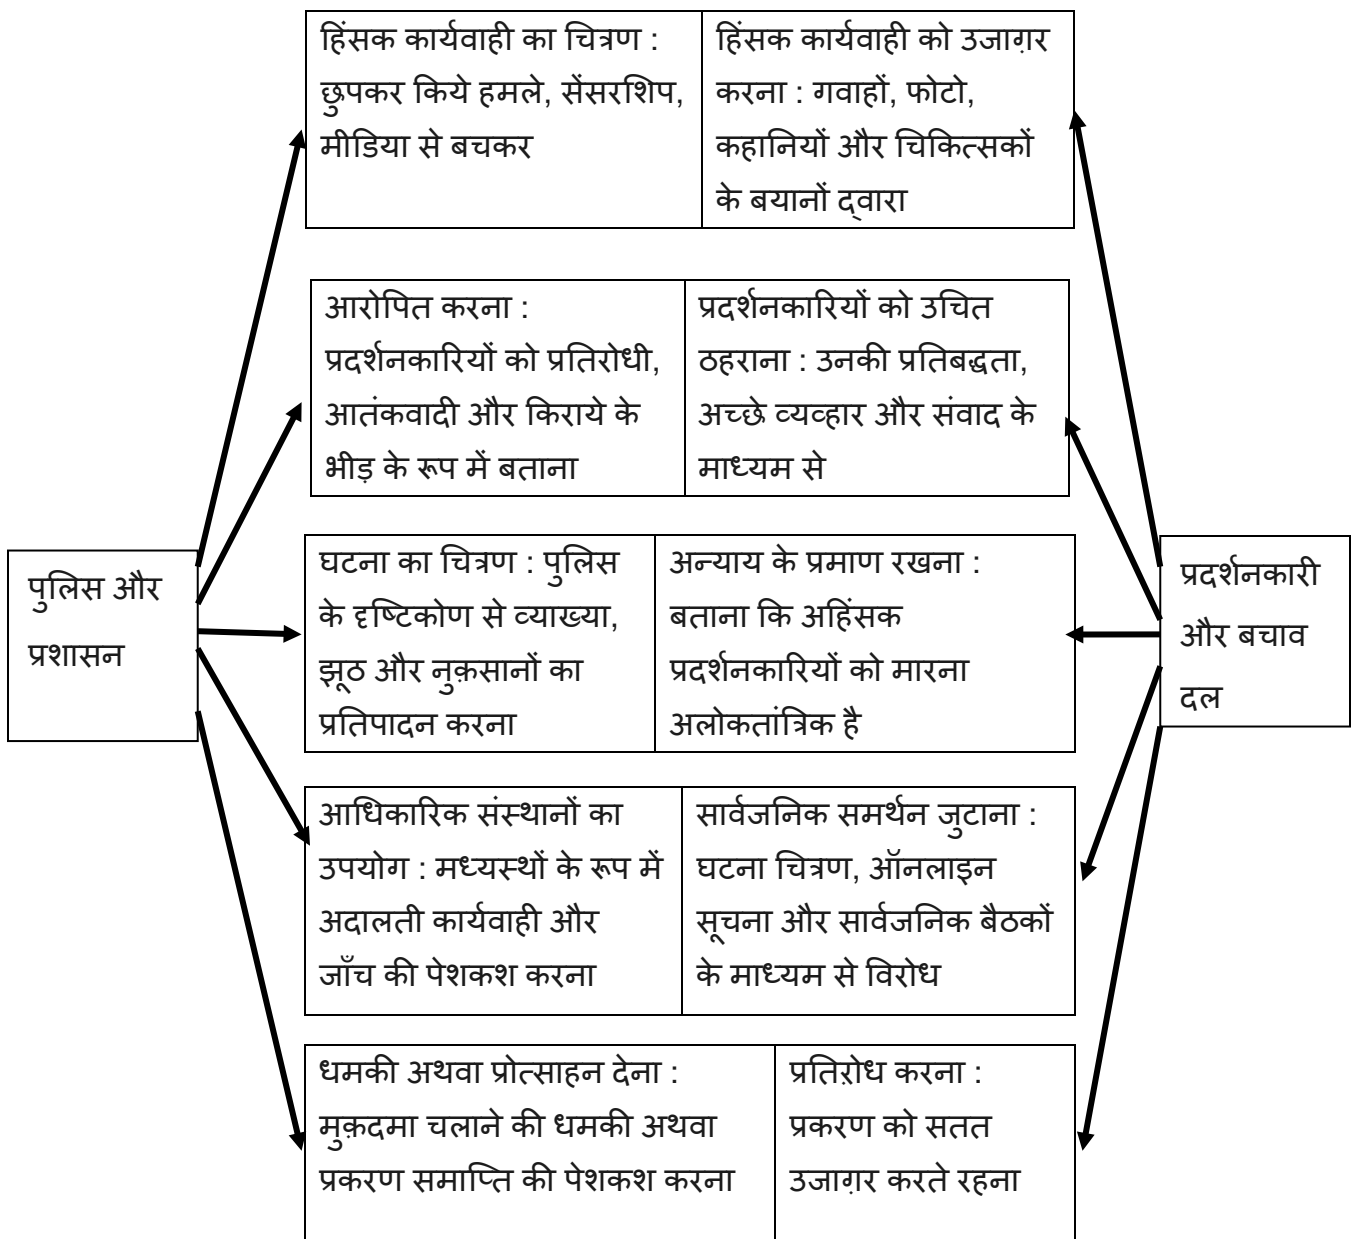 हिंसक कार्यवाही का चित्रण :
छुपकर किये हमले, सेंसरशिप,
मीडिया से बचकर
हिंसक कार्यवाही को उजाग़र
करना : गवाहों, फोटो,
कहानियों और चिकित्सकों
के बयानों द्वारा
आरोपित करना :
प्रदर्शनकारियों को प्रतिरोधी,
आतंकवादी और किराये के
भीड़ के रूप में बताना
प्रदर्शनकारियों को उचित
ठहराना : उनकी प्रतिबद्धता,
अच्छे व्यव्हार और संवाद के
माध्यम से
पुलिस और
प्रशासन
घटना का चित्रण : पुलिस
के दृष्टिकोण से व्याख्या,
झूठ और नुक़सानों का
प्रतिपादन करना
अन्याय के प्रमाण रखना :
बताना कि अहिंसक
प्रदर्शनकारियों को मारना
अलोकतांत्रिक है
प्रदर्शनकारी
और बचाव
दल
आधिकारिक संस्थानों का
उपयोग : मध्यस्थों के रूप में
अदालती कार्यवाही और
जाँच की पेशकश करना
सार्वजनिक समर्थन जुटाना :
घटना चित्रण, ऑनलाइन
सूचना और सार्वजनिक बैठकों
के माध्यम से विरोध
धमकी अथवा प्रोत्साहन देना :
मुक़दमा चलाने की धमकी अथवा
प्रकरण समाप्ति की पेशकश करना
प्रतिऱोध करना :
प्रकरण को सतत
उजाग़र करते रहना